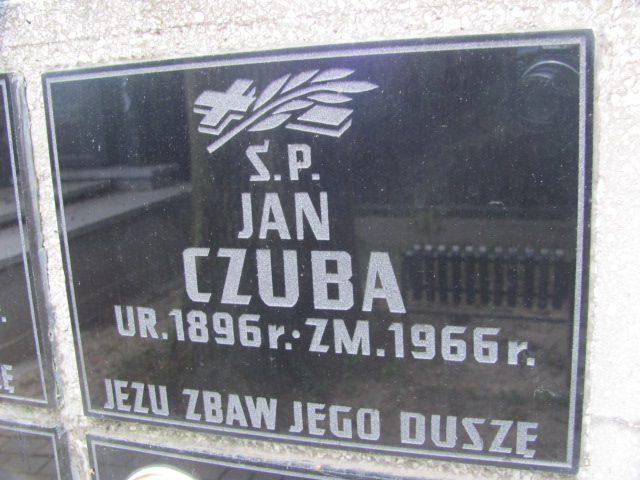 Ś.P.
JAN
CZUBA
UR.1896r.·ZM.1966r.
JEZU ZBAW JEGO DUSZĘ